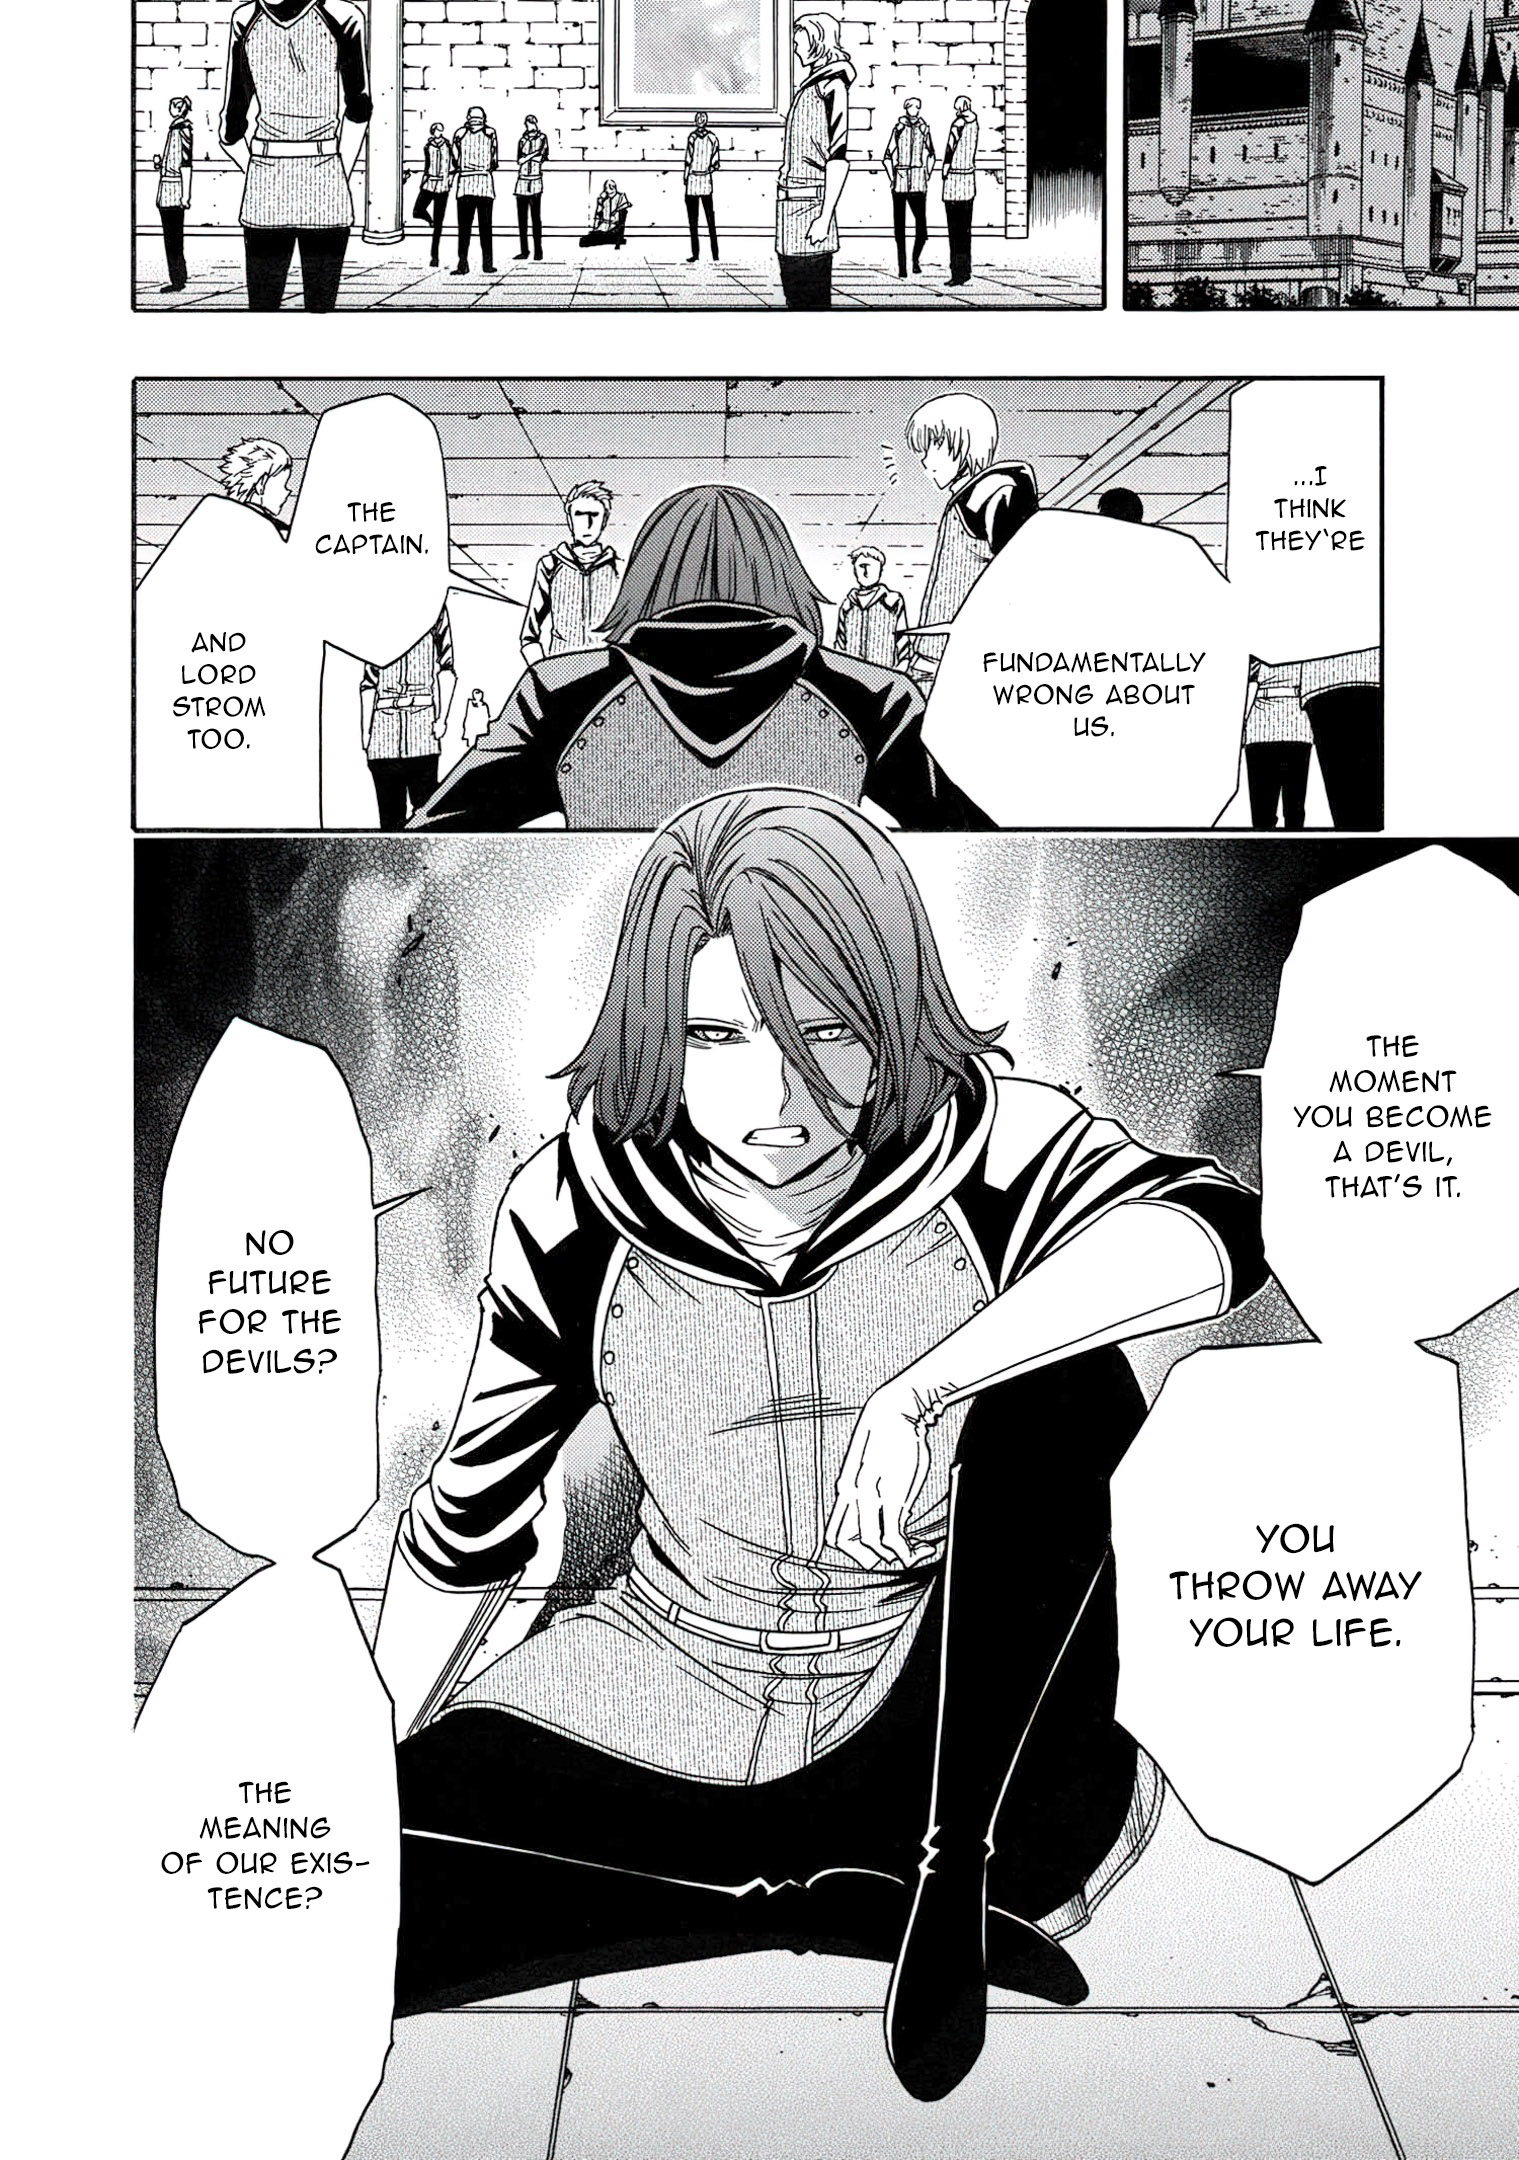 ...I
THINK
THEY'RE
FUNDAMENTALLY
WRONG ABOUT
US.
THE
CAPTAIN.
AND
LORD
STROM
TOO.
THE
MOMENT
YOU BECOME
A DEVIL,
THAT'S IT.
YOU
THROW AWAY
YOUR LIFE.
NO
FUTURE
FOR THE
DEVILS?
THE
MEANING
OF OUR EXIS-
TENCE?